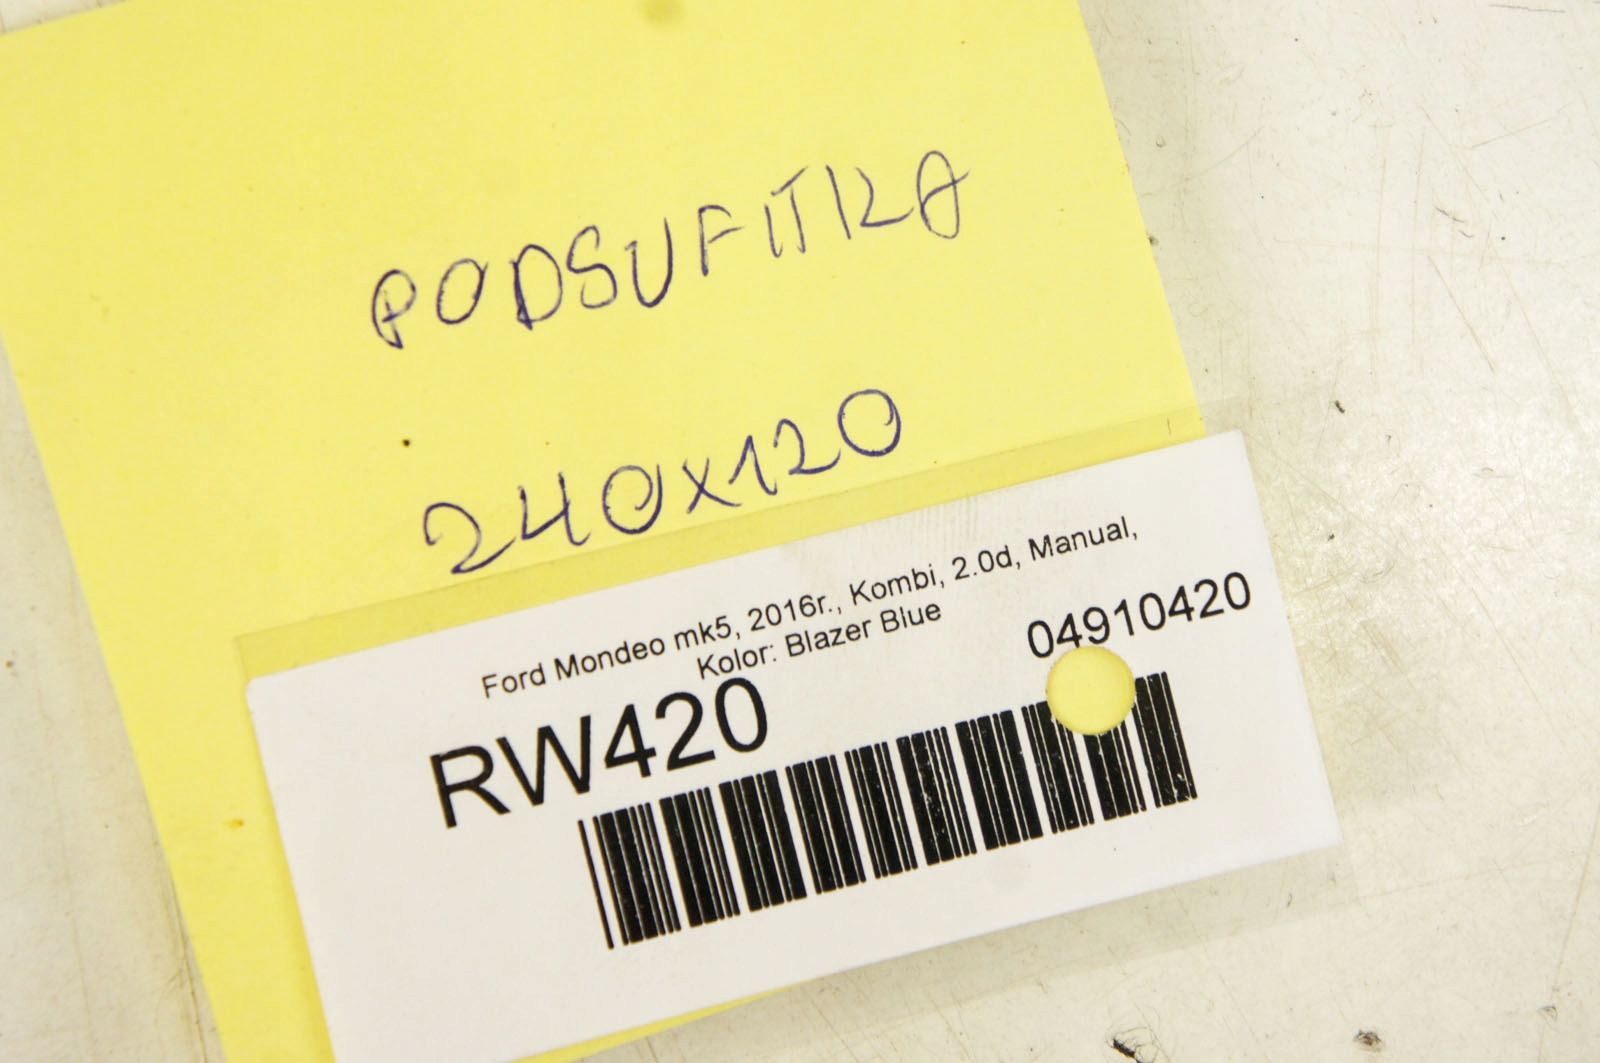 PODSUFITKA
240x120
Ford Mondeo mk5, 2016r., Kombi, 2.0d, Manual,
Kolor: Blazer Blue
04910420
RW420